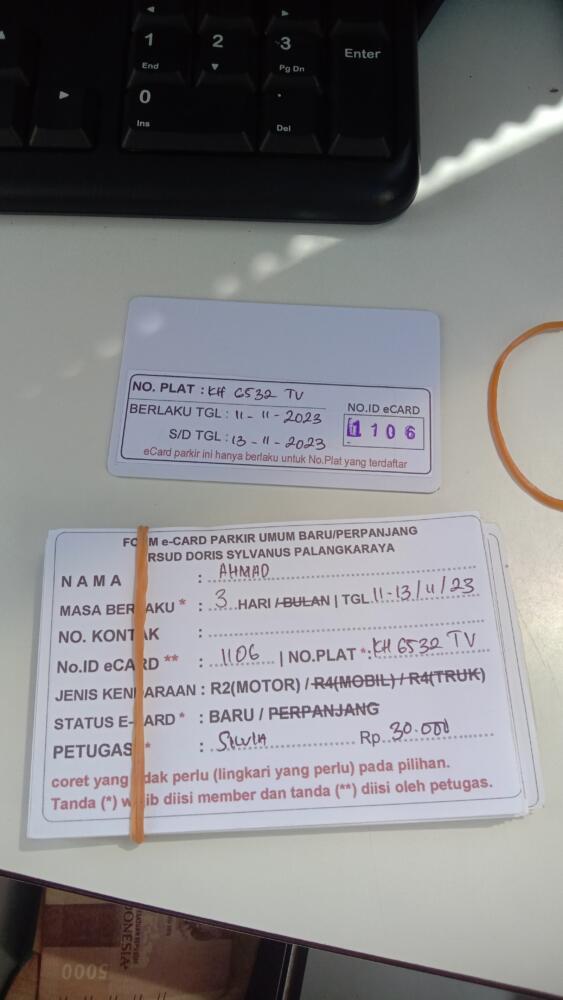 1
End
2
3
Pg Dn
Enter
0
Ins
.
Del
NO. PLAT : KH 6532 TV
BERLAKU TGL : 11 - 11 - 2023
S/D TGL : 13 - 11 - 2023
NO.ID eCARD
1106
eCard parkir ini hanya berlaku untuk No.Plat yang terdaftar
FO M e-CARD PARKIR UMUM BARU/PERPANJANG
RSUD DORIS SYLVANUS PALANGKARAYA
NAMA : AHMAD
MASA BER AKU * : 3 HARI / BULAN | TGL. 11-13/11/23
NO. KONTAK :
No.ID eCARD ** : 1106 | NO.PLAT *: KH 6532 TV
JENIS KEN ARAAN : R2(MOTOR) / R4(MOBIL) / R4(TRUK)
STATUS E- ARD * : BARU / PERPANJANG
PETUGAS * : SILVIA Rp 30.000
coret yang dak perlu (lingkari yang perlu) pada pilihan.
Tanda (*) w ib diisi member dan tanda (**) diisi oleh petugas.
5000